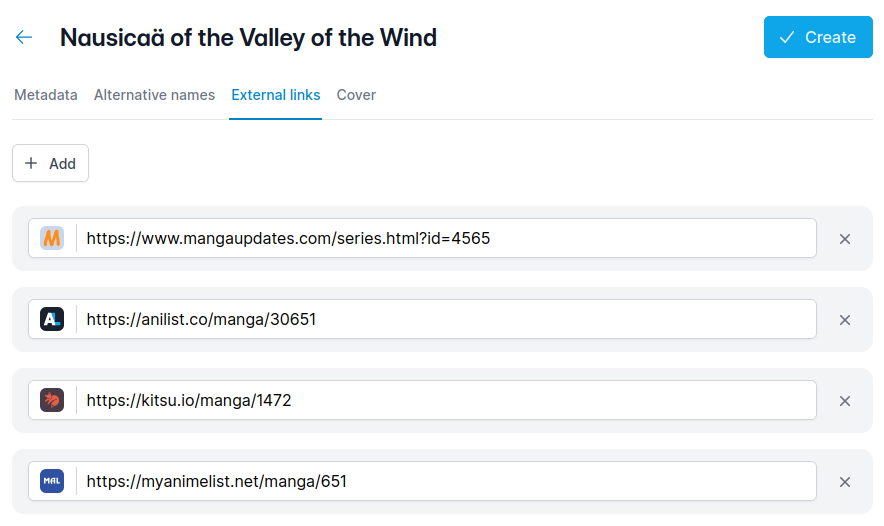 Nausicaä of the Valley of the Wind
Create
Metadata Alternative names External links Cover
Add
https://www.mangaupdates.com/series.html?id=4565
AL https://anilist.co/manga/30651
https://kitsu.io/manga/1472
MAL https://myanimelist.net/manga/651